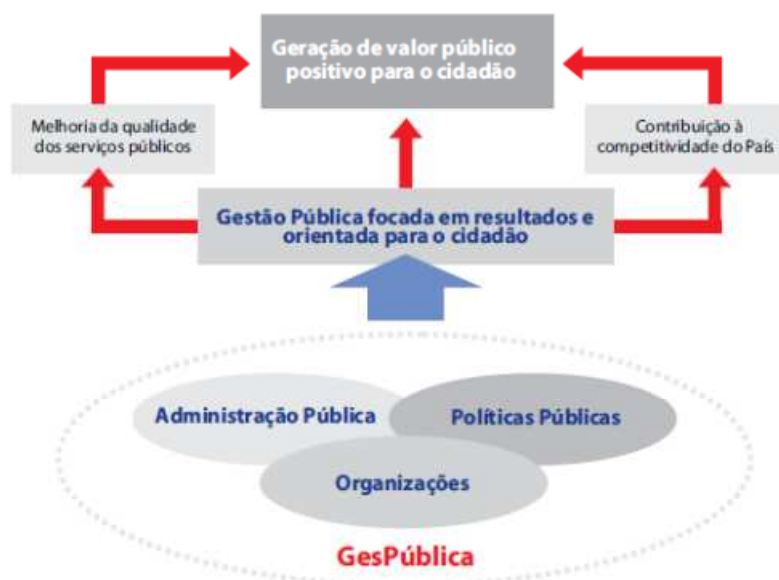 Geração de valor público
positivo para o cidadão
Melhoria da qualidade
dos serviços públicos
Contribuição à
competitividade do País
Gestão Pública focada em resultados e
orientada para o cidadão
Administração Pública
Políticas Públicas
Organizações
GesPública